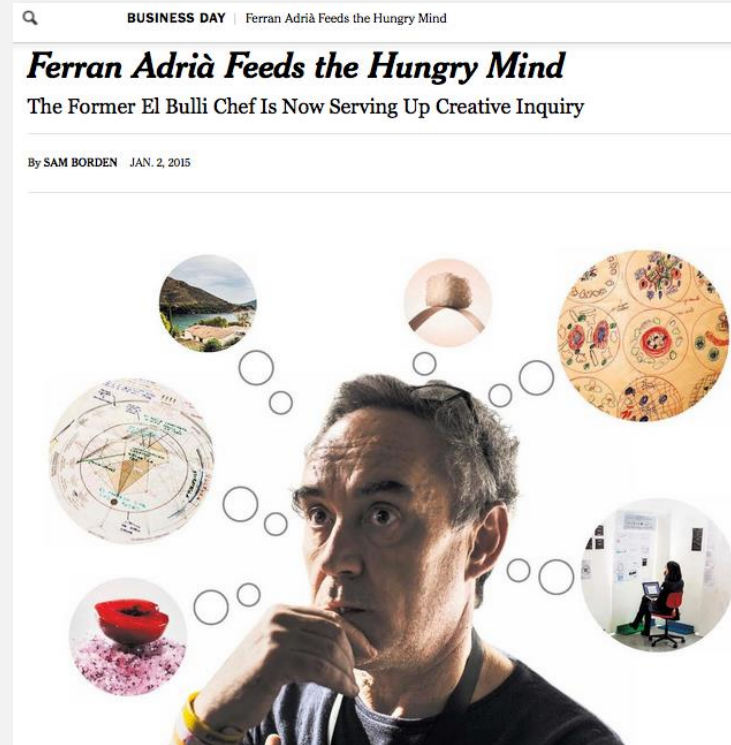 BUSINESS DAY | Ferran Adrià Feeds the Hungry Mind
Ferran Adrià Feeds the Hungry Mind
The Former El Bulli Chef Is Now Serving Up Creative Inquiry
By SAM BORDEN JAN. 2, 2015